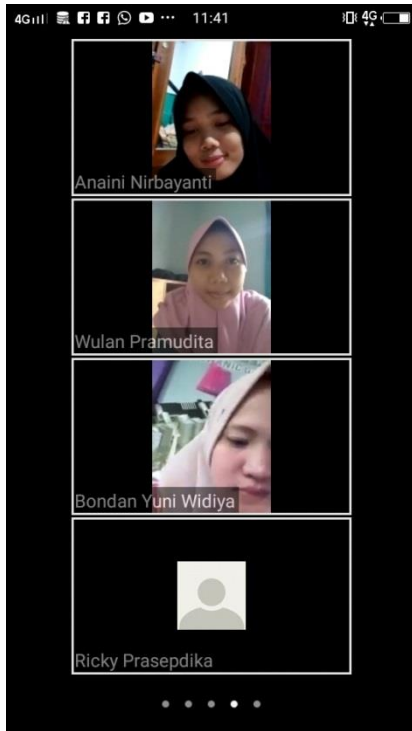 4G 11:41 4G
Anaini Nirbayanti
Wulan Pramudita
Bondan Yuni Widiya
Ricky Prasepdika